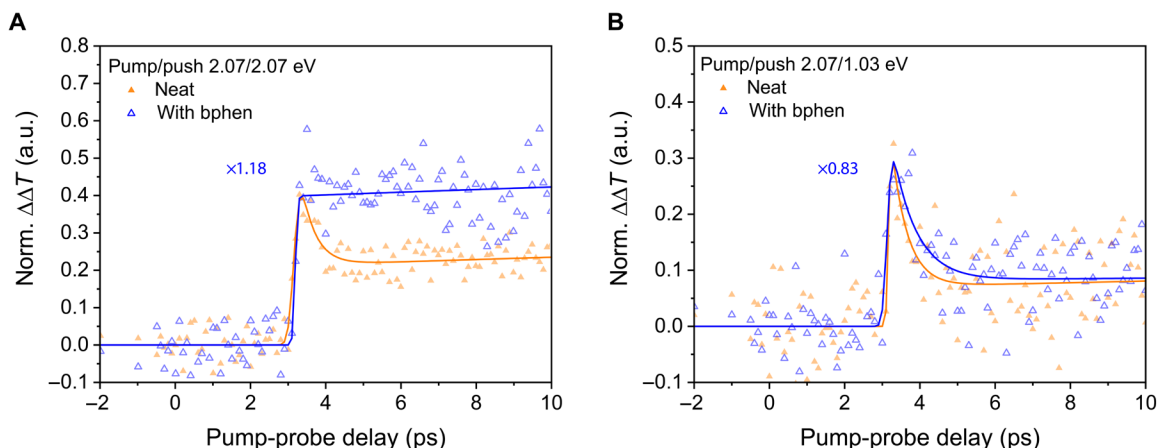 A
Norm. ΔΔT (a.u.)
0.8
0.7
0.6
0.5
0.4
0.3
0.2
0.1
0.0
–0.1
Pump/push 2.07/2.07 eV
Neat
With bphen
×1.18
–2
0
2
4
6
8
10
Pump-probe delay (ps)
B
Norm. ΔΔT (a.u.)
0.5
0.4
0.3
0.2
0.1
0.0
–0.1
Pump/push 2.07/1.03 eV
Neat
With bphen
×0.83
–2
0
2
4
6
8
10
Pump-probe delay (ps)